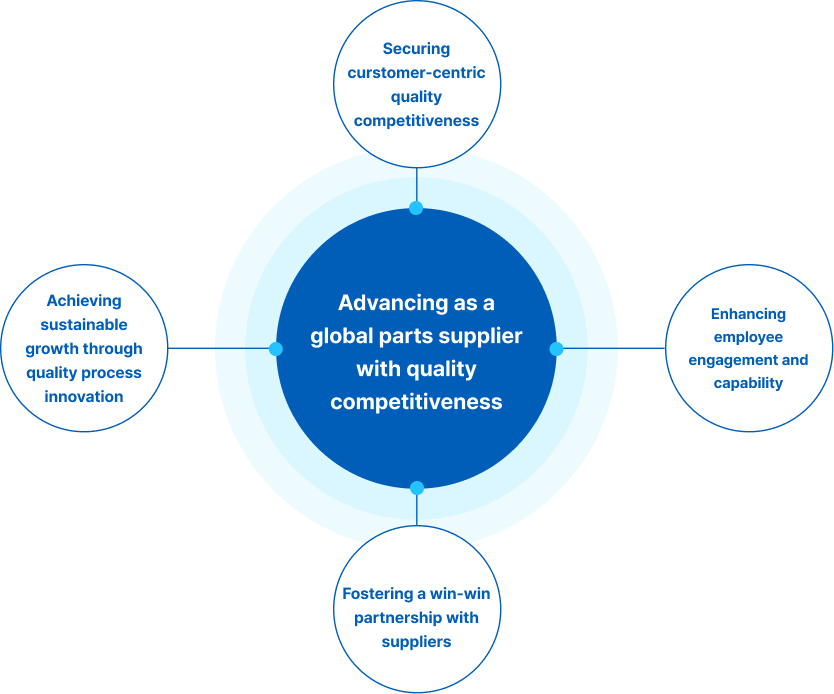 Securing
curstomer-centric
quality
competitiveness
Achieving
sustainable
growth through
quality process
innovation
Advancing as a
global parts supplier
with quality
competitiveness
Enhancing
employee
engagement and
capability
Fostering a win-win
partnership with
suppliers